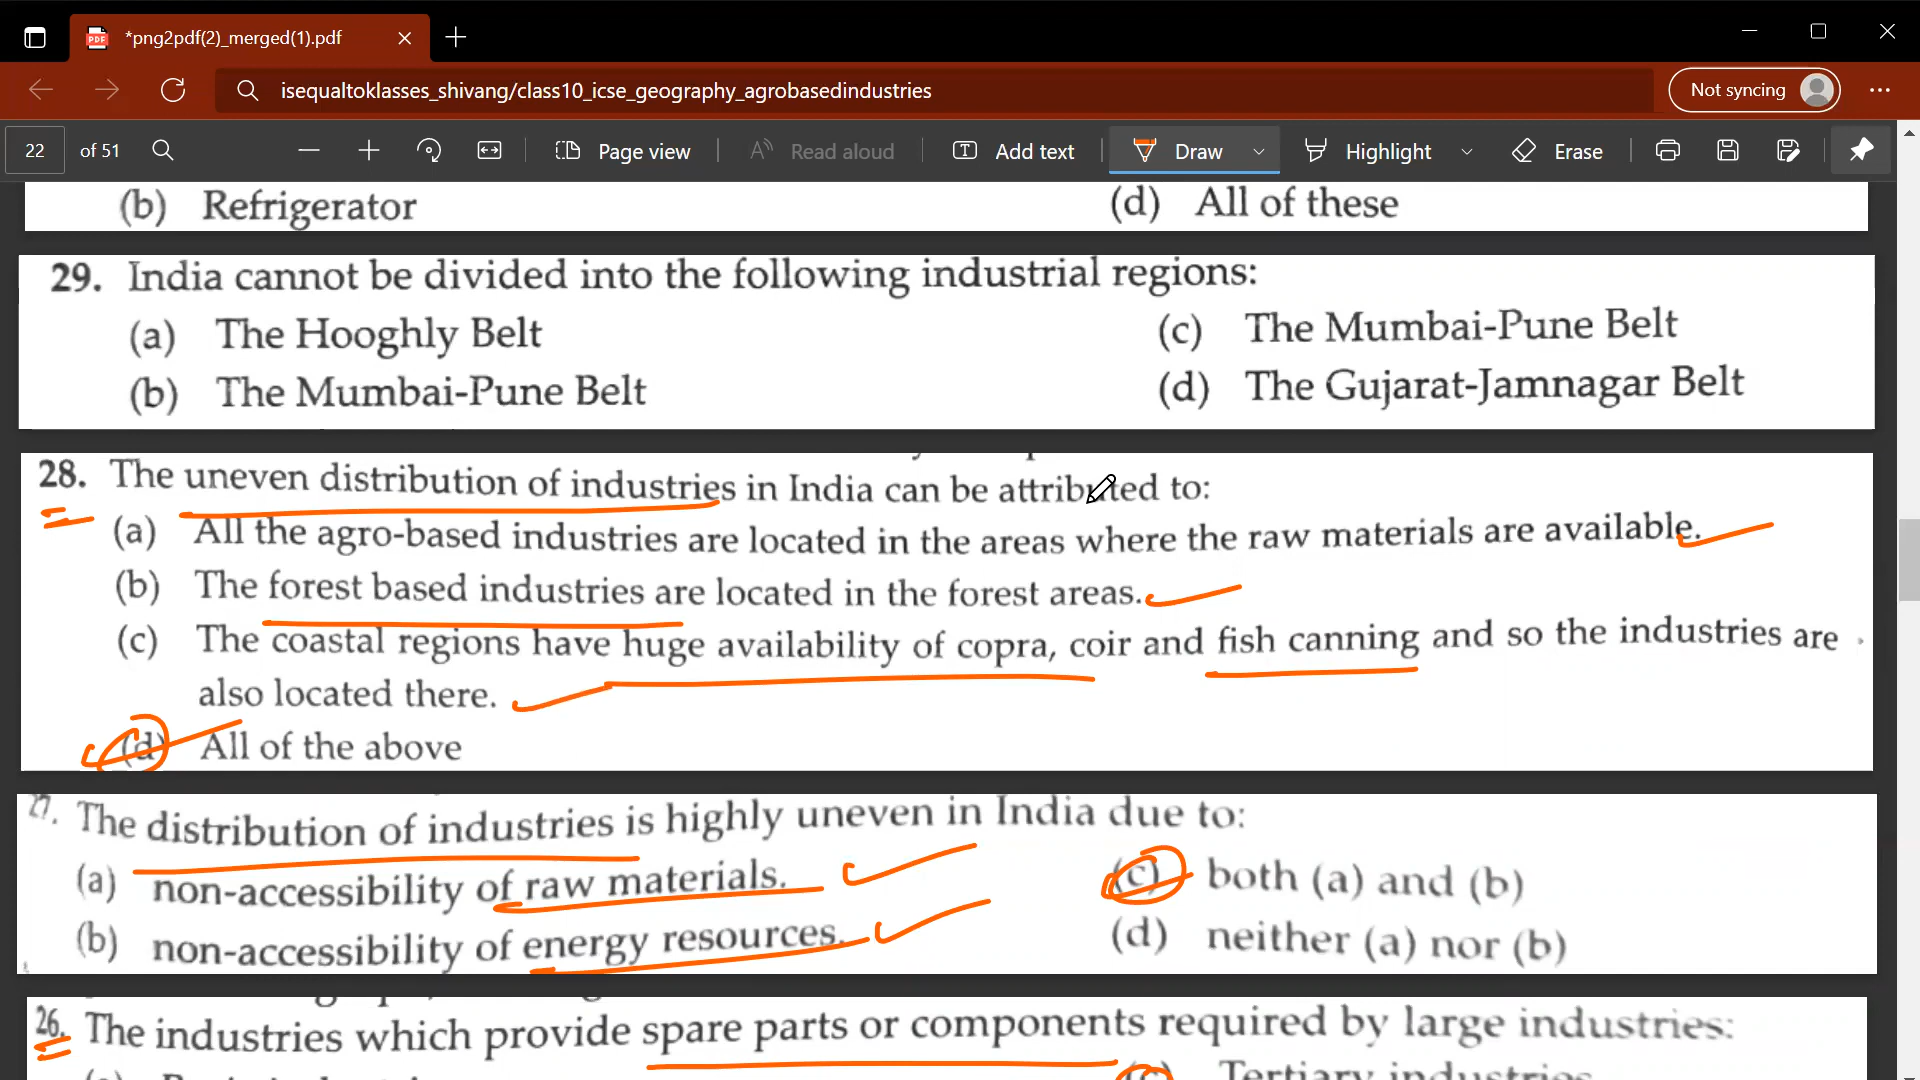 *png2pdf(2)_merged(1).pdf
isequaltoklasses_shivang/class10_icse_geography_agrobasedindustries
Not syncing
22 of 51 Page view Read aloud Add text Draw Highlight Erase
(b) Refrigerator (d) All of these
29. India cannot be divided into the following industrial regions:
(a) The Hooghly Belt (c) The Mumbai-Pune Belt
(b) The Mumbai-Pune Belt (d) The Gujarat-Jamnagar Belt
28. The uneven distribution of industries in India can be attributed to:
(a) All the agro-based industries are located in the areas where the raw materials are available.
(b) The forest based industries are located in the forest areas.
(c) The coastal regions have huge availability of copra, coir and fish canning and so the industries are
also located there.
(d) All of the above
27. The distribution of industries is highly uneven in India due to:
(a) non-accessibility of raw materials. (c) both (a) and (b)
(b) non-accessibility of energy resources. (d) neither (a) nor (b)
26. The industries which provide spare parts or components required by large industries:
(c) Tertiary industries